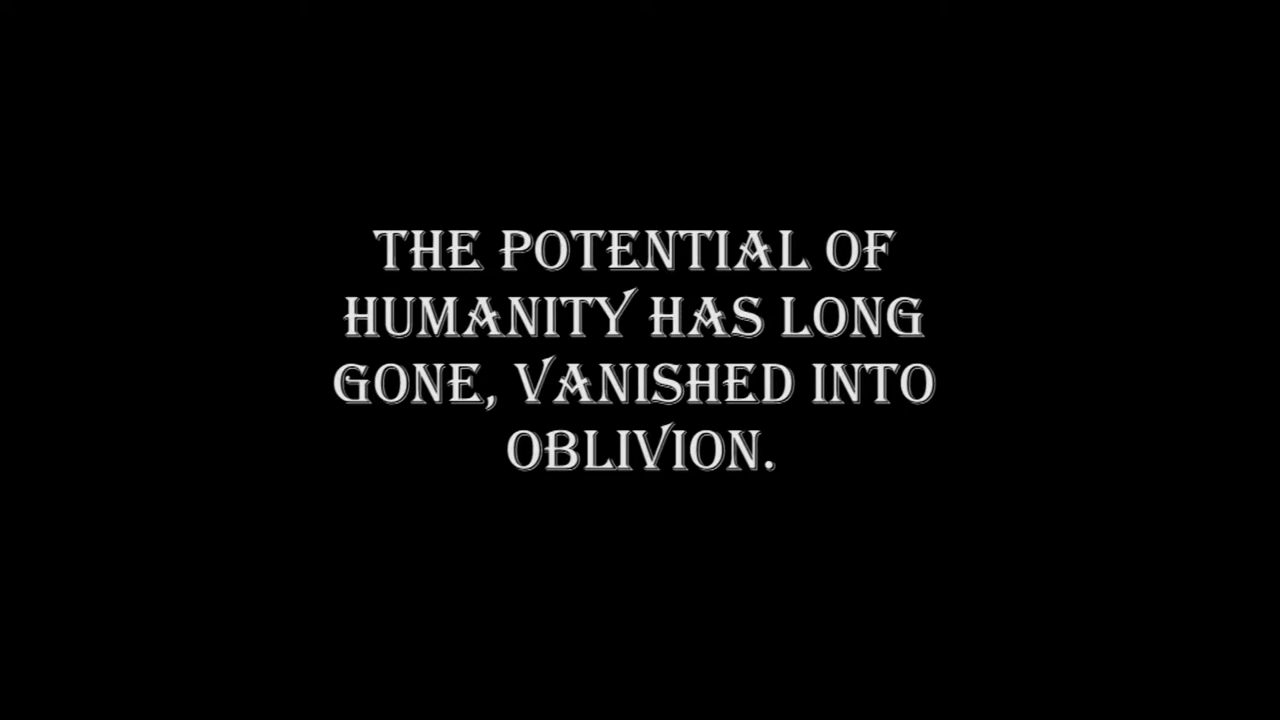 THE POTENTIAL OF
HUMANITY HAS LONG
GONE, VANISHED INTO
OBLIVION.